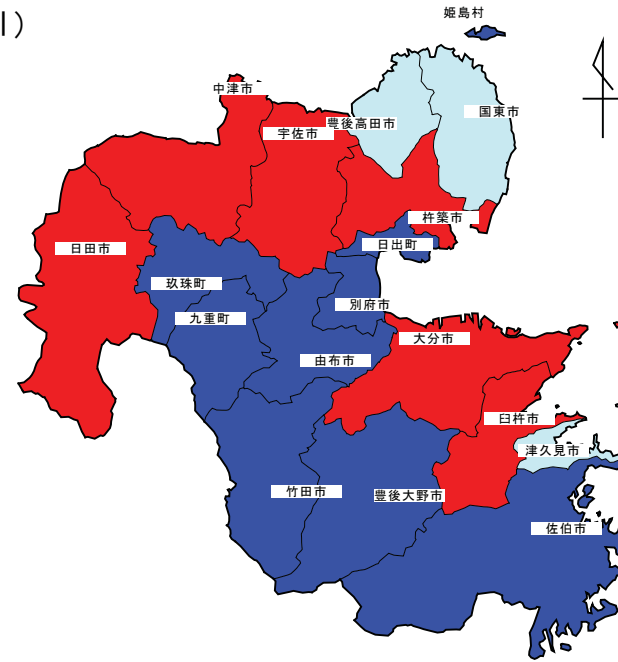 )
姫島村
中津市
国東市
豊後高田市
宇佐市
杵築市
日出町
日田市
玖珠町
別府市
九重町
大分市
由布市
臼杵市
津久見市
竹田市
豊後大野市
佐伯市